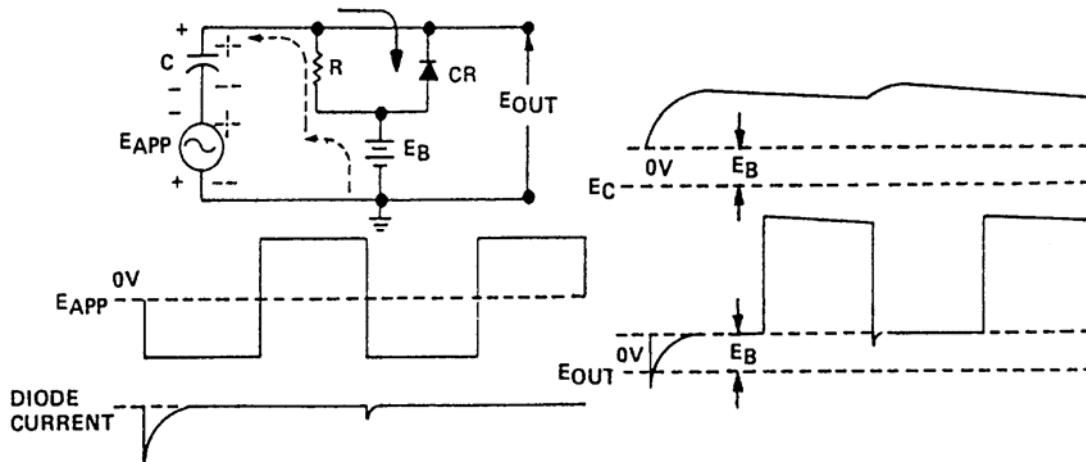 +
C
R
CR
EOUT
EAPP
EB
+
0V
EB
EC
0V
EAPP
0V
EB
EOUT
DIODE
CURRENT